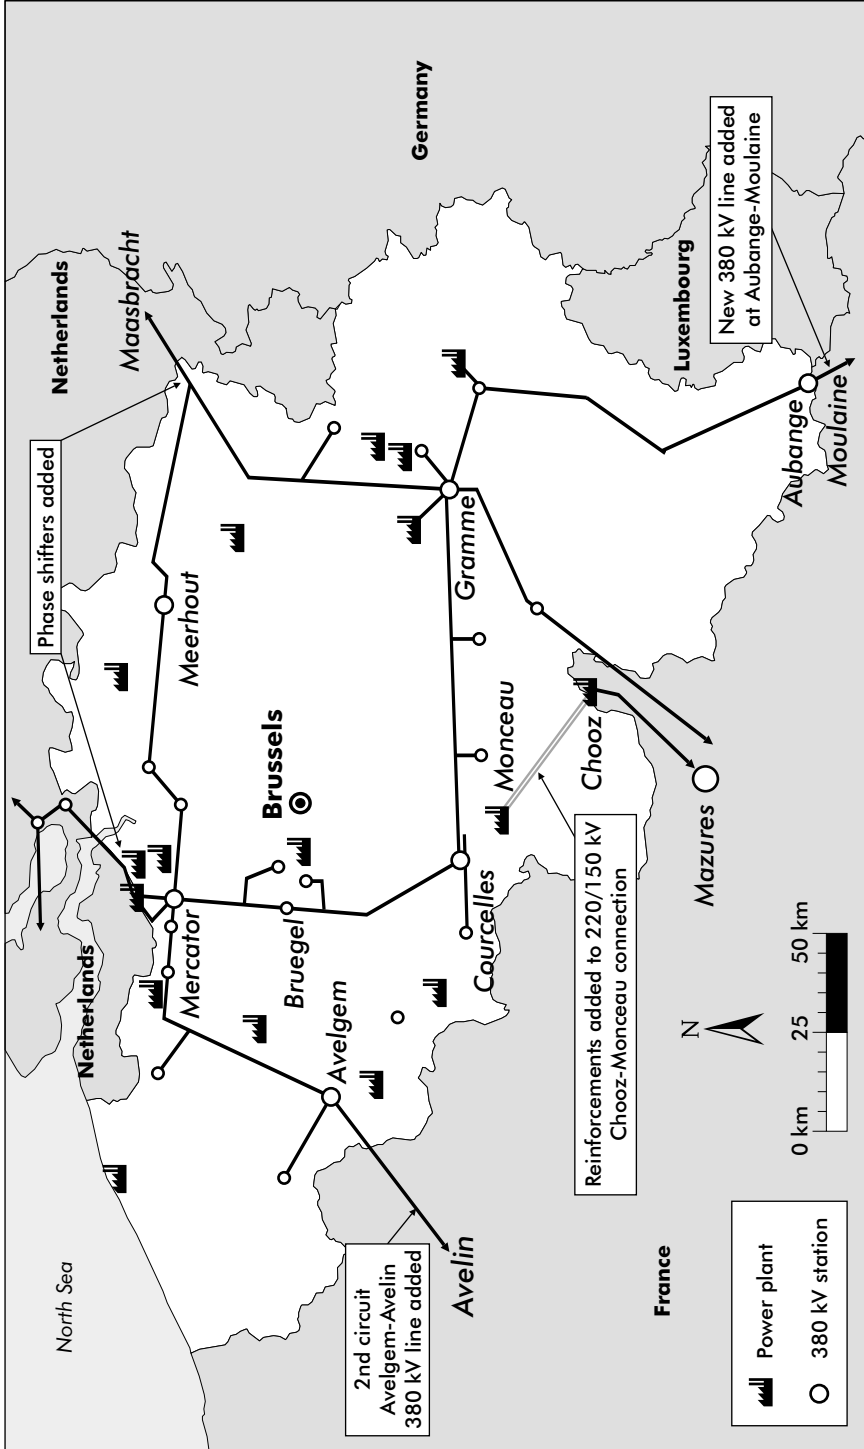 North Sea
Netherlands
Netherlands
Germany
Luxembourg
France
Phase shifters added
Maasbracht
Meerhout
Mercator
Brussels
Bruegel
Avelgem
Gramme
Courcelles
Monceau
Chooz
Mazures
Aubange
Moulaine
Avelin
2nd circuit
Avelgem-Avelin
380 kV line added
Reinforcements added to 220/150 kV
Chooz-Monceau connection
New 380 kV line added
at Aubange-Moulaine
N
0 km
25
50 km
Power plant
380 kV station